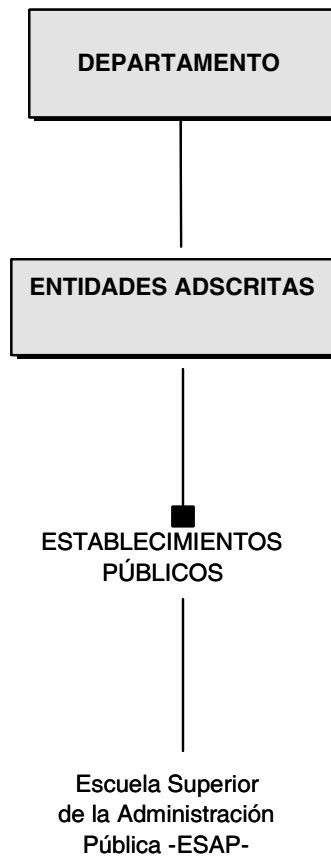 DEPARTAMENTO
ENTIDADES ADSCRITAS
ESTABLECIMIENTOS
PÚBLICOS
Escuela Superior
de la Administración
Pública -ESAP-